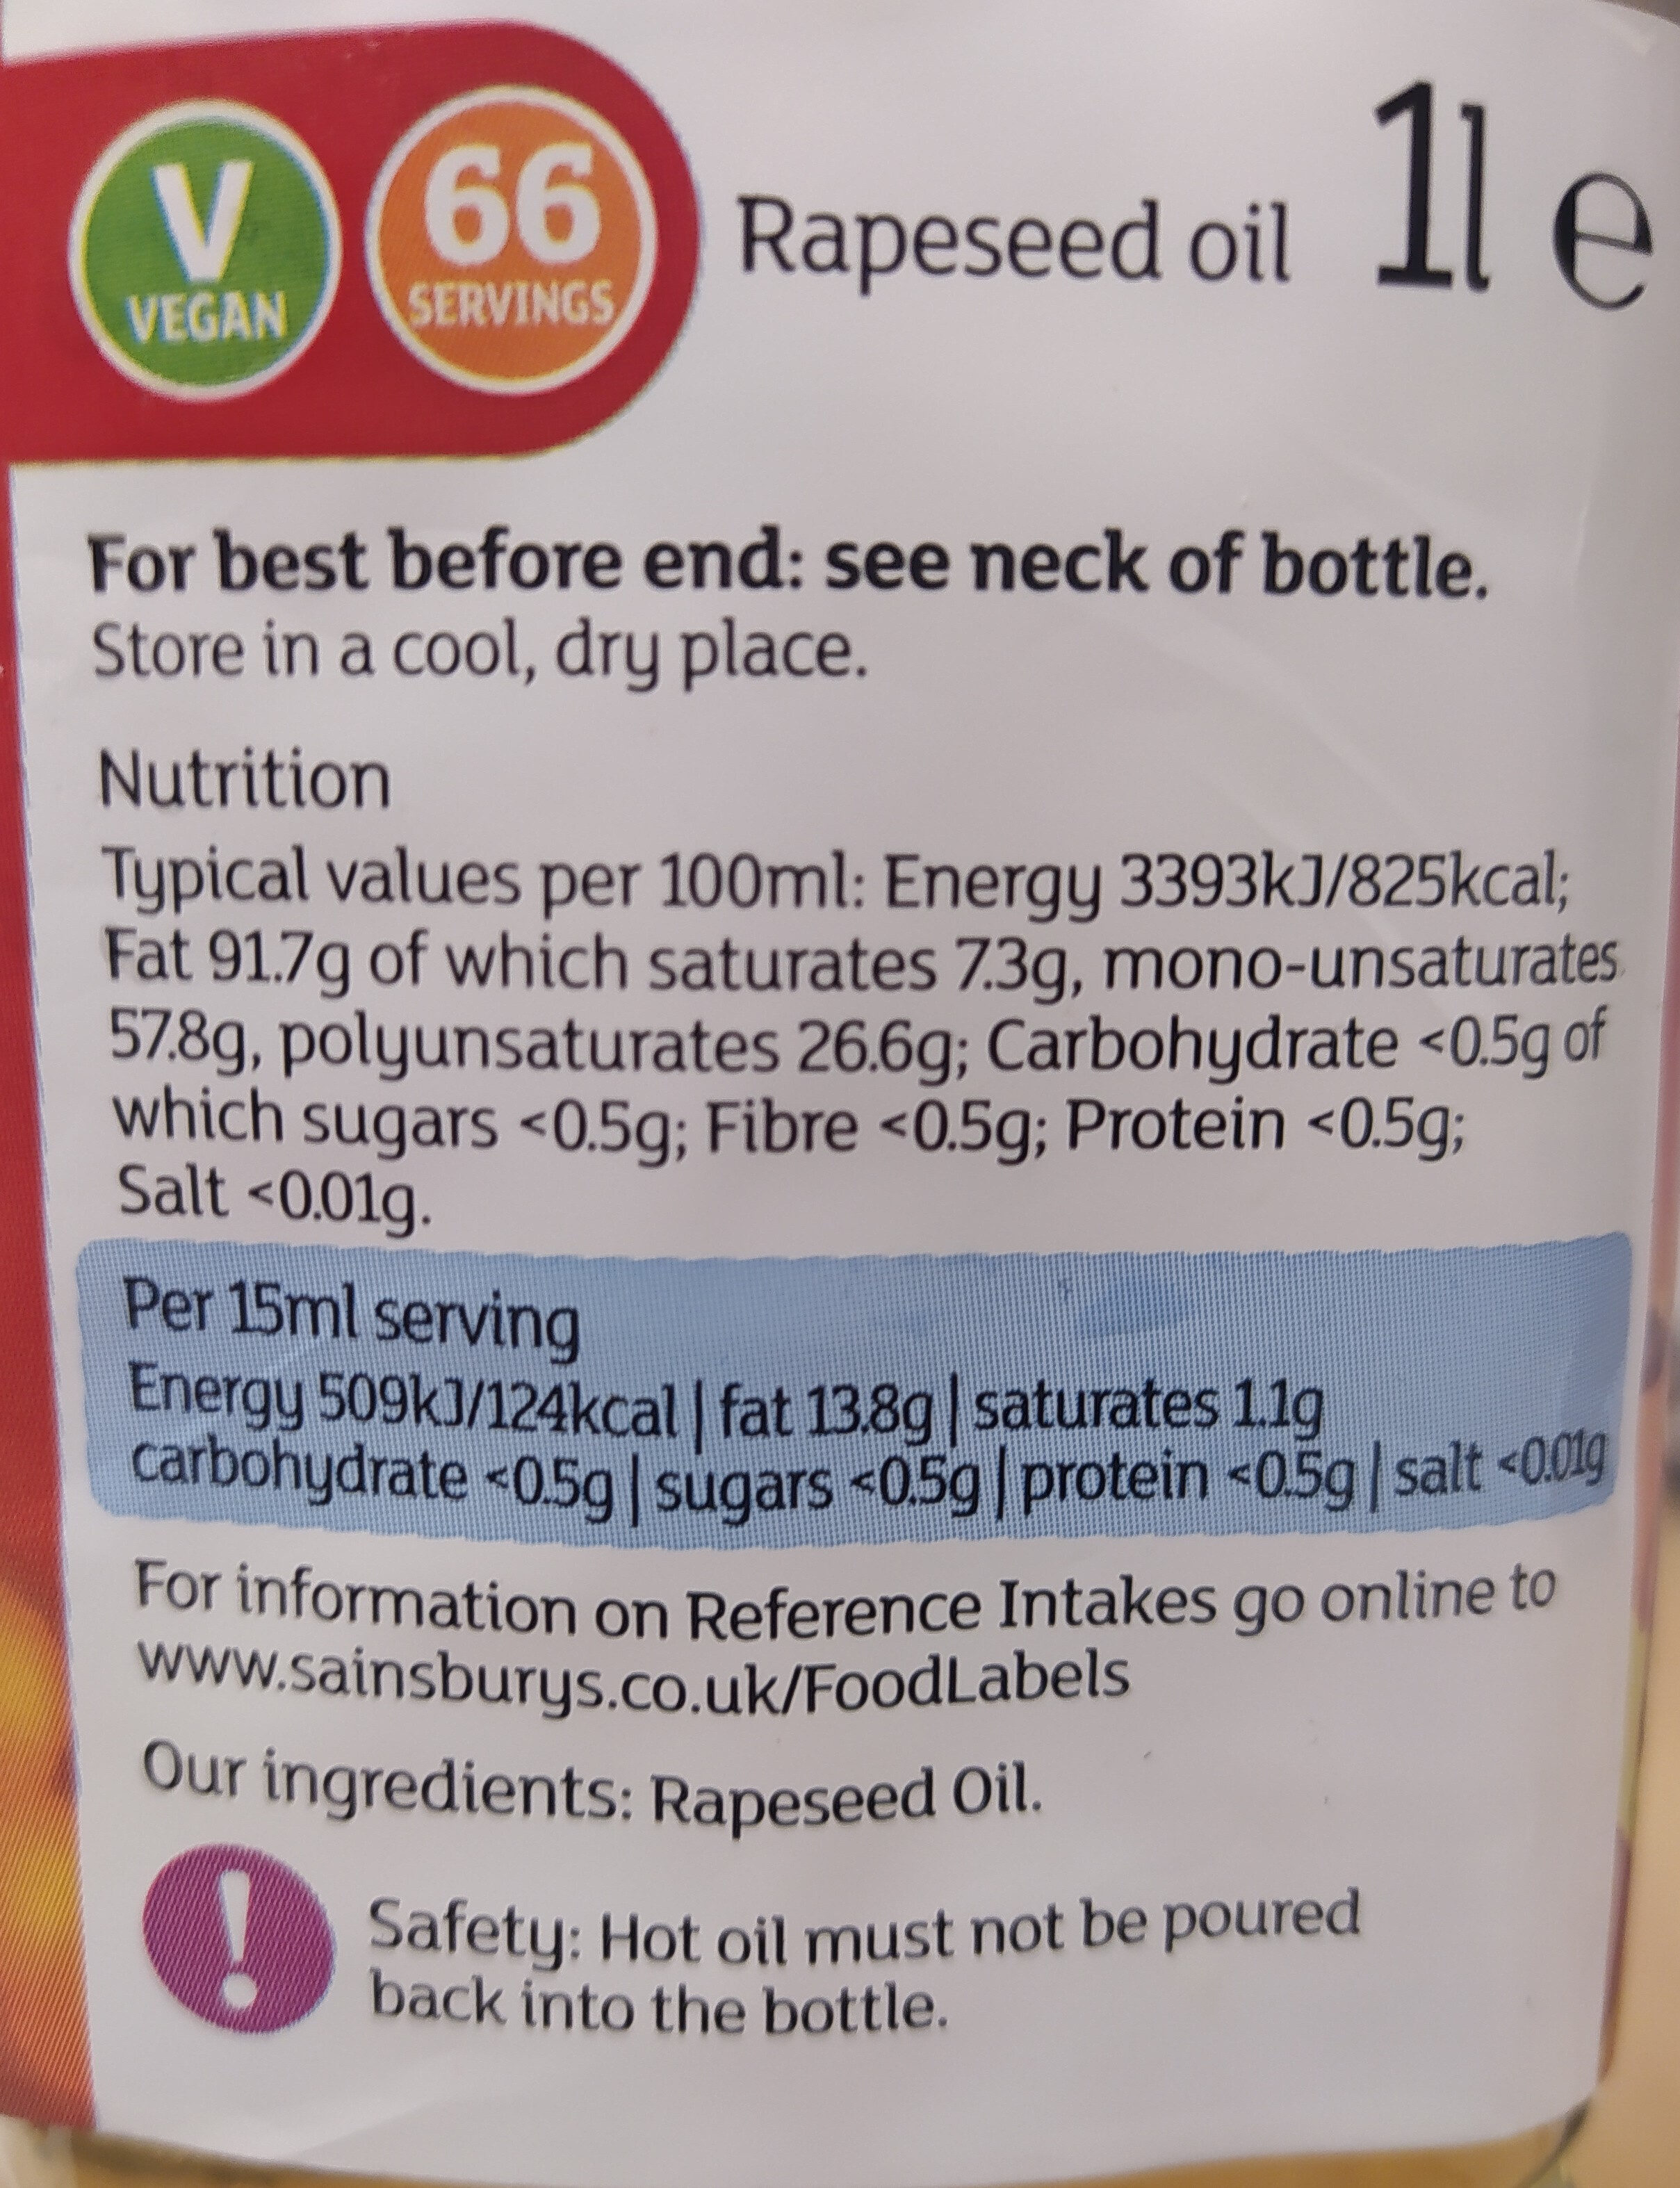 V
VEGAN
66
SERVINGS
Rapeseed oil 1l e
For best before end: see neck of bottle.
Store in a cool, dry place.
Nutrition
Typical values per 100ml: Energy 3393kJ/825kcal;
Fat 91.7g of which saturates 7.3g, mono-unsaturates
57.8g, polyunsaturates 26.6g; Carbohydrate <0.5g of
which sugars <0.5g; Fibre <0.5g; Protein <0.5g;
Salt <0.01g.
Per 15ml serving
Energy 509kJ/124kcal | fat 13.8g | saturates 1.1g
carbohydrate <0.5g | sugars <0.5g | protein <0.5g | salt <0.01g
For information on Reference Intakes go online to
www.sainsburys.co.uk/FoodLabels
Our ingredients: Rapeseed Oil.
! Safety: Hot oil must not be poured
back into the bottle.